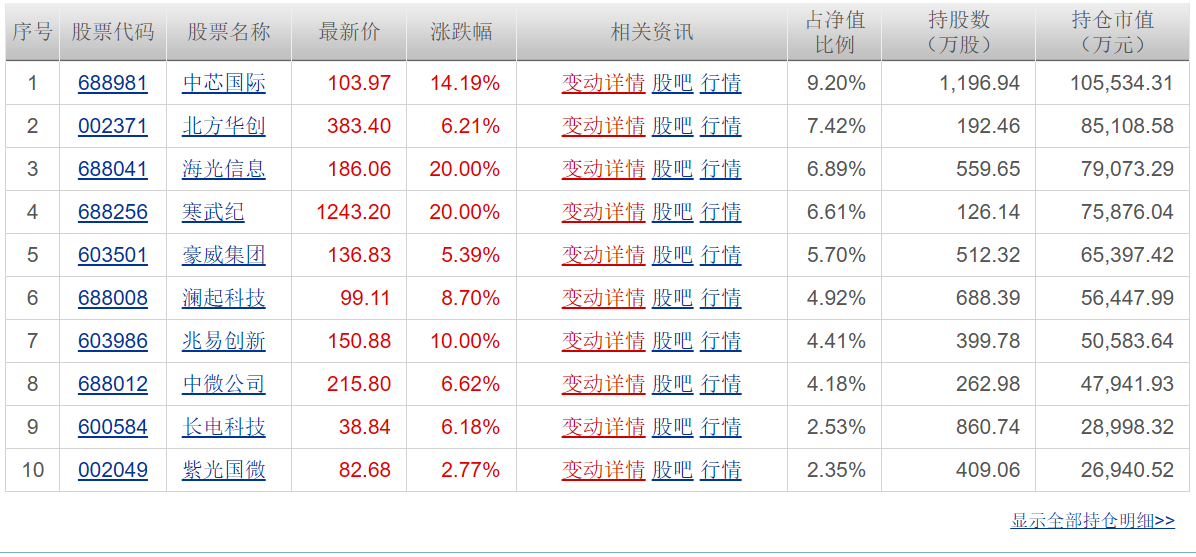 序号 股票代码 股票名称 最新价 涨跌幅 相关资讯 占净值比例 持股数（万股） 持仓市值（万元）
1 688981 中芯国际 103.97 14.19% 变动详情 股吧 行情 9.20% 1,196.94 105,534.31
2 002371 北方华创 383.40 6.21% 变动详情 股吧 行情 7.42% 192.46 85,108.58
3 688041 海光信息 186.06 20.00% 变动详情 股吧 行情 6.89% 559.65 79,073.29
4 688256 寒武纪 1243.20 20.00% 变动详情 股吧 行情 6.61% 126.14 75,876.04
5 603501 豪威集团 136.83 5.39% 变动详情 股吧 行情 5.70% 512.32 65,397.42
6 688008 澜起科技 99.11 8.70% 变动详情 股吧 行情 4.92% 688.39 56,447.99
7 603986 兆易创新 150.88 10.00% 变动详情 股吧 行情 4.41% 399.78 50,583.64
8 688012 中微公司 215.80 6.62% 变动详情 股吧 行情 4.18% 262.98 47,941.93
9 600584 长电科技 38.84 6.18% 变动详情 股吧 行情 2.53% 860.74 28,998.32
10 002049 紫光国微 82.68 2.77% 变动详情 股吧 行情 2.35% 409.06 26,940.52
显示全部持仓明细>>